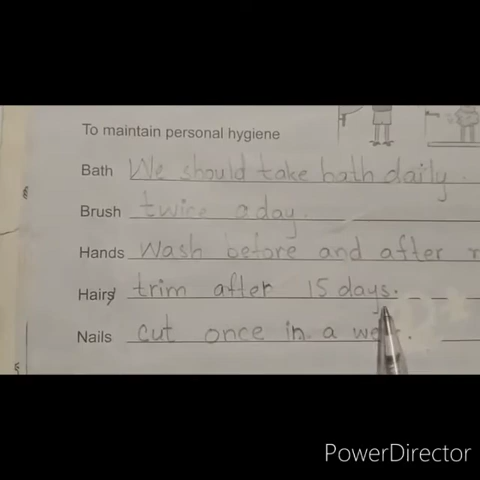 To maintain personal hygiene
Bath We should take bath daily.
Brush twice a day.
Hands Wash before and after
Hairs trim after 15 days.
Nails cut once in a
PowerDirector